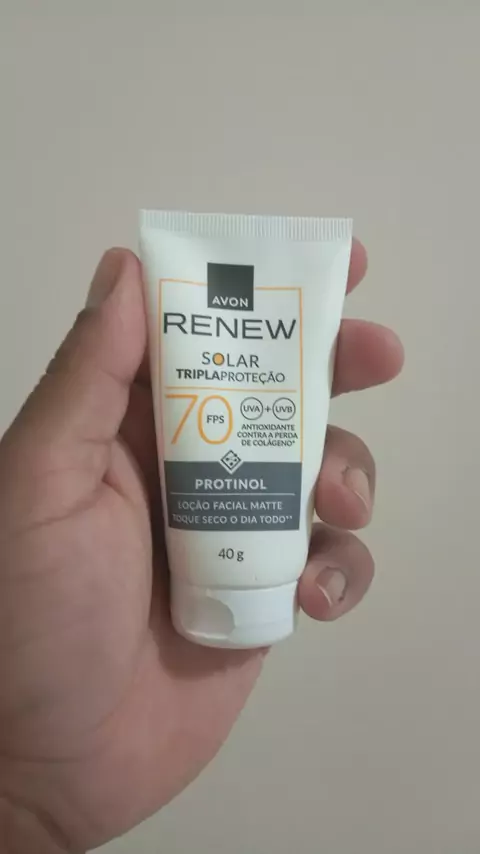 AVON
RENEW
SOLAR
TRIPLAPROTEÇÃO
70 FPS
UVA + UVB
ANTIOXIDANTE
CONTRA A PERDA
DE COLÁGENO*
PROTINOL
LOÇÃO FACIAL MATTE
TOQUE SECO O DIA TODO**
40 g